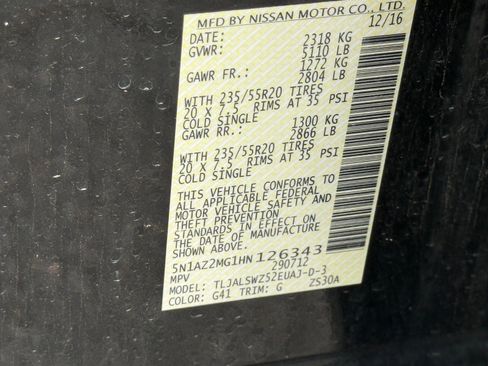 MFD BY NISSAN MOTOR CO., LTD.
DATE: 12/16
GVWR: 2318 KG
5110 LB
GAWR FR.: 1272 KG
2804 LB
WITH 235/55R20 TIRES
20 X 7.5 RIMS AT 35 PSI
COLD SINGLE
GAWR RR.: 1300 KG
2866 LB
WITH 235/55R20 TIRES
20 X 7.5 RIMS AT 35 PSI
COLD SINGLE
THIS VEHICLE CONFORMS TO
ALL APPLICABLE FEDERAL
MOTOR VEHICLE SAFETY AND
THEFT PREVENTION
STANDARDS IN EFFECT ON
THE DATE OF MANUFACTURE
SHOWN ABOVE.
5N1AZ2MG1HN126343
MPV 290712
MODEL: TLJALSWZ52EUAJ-D-3
COLOR: G41 TRIM: G ZS30A